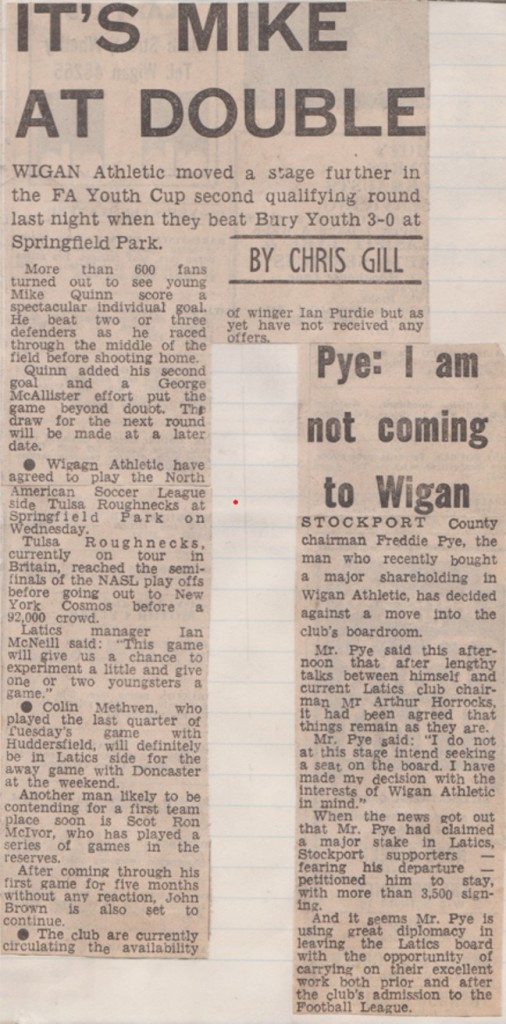 IT'S MIKE
AT DOUBLE
WIGAN Athletic moved a stage further in
the FA Youth Cup second qualifying round
last night when they beat Bury Youth 3-0 at
Springfield Park.
BY CHRIS GILL
More than 600 fans
turned out to see young
Mike Quinn score a
spectacular individual goal.
He beat two or three
defenders as he raced
through the middle of the
field before shooting home.
Quinn added his second
goal and a George
McAllister effort put the
game beyond doubt. The
draw for the next round
will be made at a later
date.
● Wigagn Athletic have
agreed to play the North
American Soccer League
side Tulsa Roughnecks at
Springfield Park on
Wednesday.
Tulsa Roughnecks,
currently on tour in
Britain, reached the semi-
finals of the NASL play offs
before going out to New
York Cosmos before a
92,000 crowd.
Latics manager Ian
McNeill said: "This game
will give us a chance to
experiment a little and give
one or two youngsters a
game."
● Colin Methven, who
played the last quarter of
Tuesday's game with
Huddersfield, will definitely
be in Latics side for the
away game with Doncaster
at the weekend.
Another man likely to be
contending for a first team
place soon is Scot Ron
McIvor, who has played a
series of games in the
reserves.
After coming through his
first game for five months
without any reaction, John
Brown is also set to
continue.
● The club are currently
circulating the availability
of winger Ian Purdie but as
yet have not received any
offers.
Pye: I am
not coming
to Wigan
STOCKPORT County
chairman Freddie Pye, the
man who recently bought
a major shareholding in
Wigan Athletic, has decided
against a move into the
club's boardroom.
Mr. Pye said this after-
noon that after lengthy
talks between himself and
current Latics club chair-
man Mr Arthur Horrocks,
it had been agreed that
things remain as they are.
Mr. Pye said: "I do not
at this stage intend seeking
a seat on the board. I have
made my decision with the
interests of Wigan Athletic
in mind."
When the news got out
that Mr. Pye had claimed
a major stake in Latics,
Stockport supporters —
fearing his departure —
petitioned him to stay,
with more than 3,500 sign-
ing.
And it seems Mr. Pye is
using great diplomacy in
leaving the Latics board
with the opportunity of
carrying on their excellent
work both prior and after
the club's admission to the
Football League.